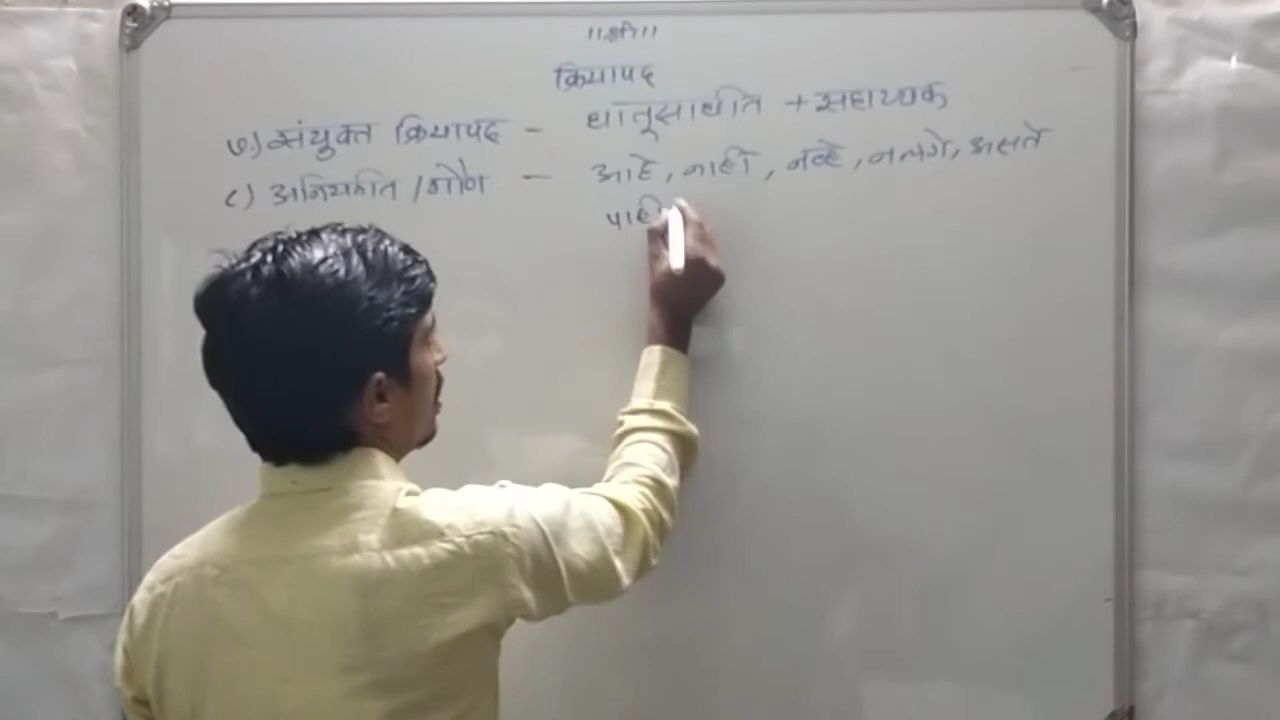 ॥श्री॥
क्रियापद
७) संयुक्त क्रियापद - धातूसाधीत + सहाय्यक
८) अनियमीत / गौण - आहे, नाही, नव्हे, नलगे, असते
पाही